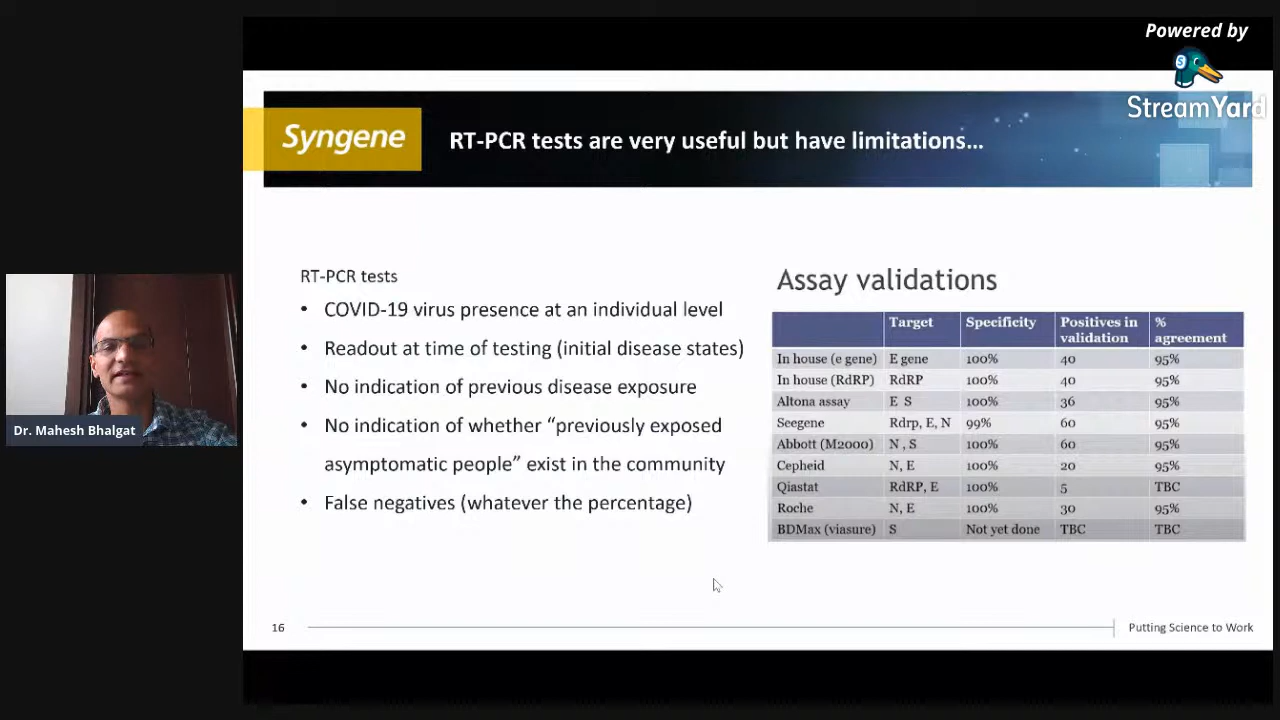 Powered by
StreamYard
Syngene
RT-PCR tests are very useful but have limitations...
RT-PCR tests
• COVID-19 virus presence at an individual level
• Readout at time of testing (initial disease states)
• No indication of previous disease exposure
• No indication of whether “previously exposed
asymptomatic people” exist in the community
• False negatives (whatever the percentage)
Assay validations
Target Specificity Positives in validation % agreement
In house (e gene) E gene 100% 40 95%
In house (RdRP) RdRP 100% 40 95%
Altona assay E S 100% 36 95%
Seegene Rdrp, E, N 99% 60 95%
Abbott (M2000) N , S 100% 60 95%
Cepheid N, E 100% 20 95%
Qiastat RdRP, E 100% 5 TBC
Roche N, E 100% 30 95%
BDMax (viasure) S Not yet done TBC TBC
Dr. Mahesh Bhalgat
16
Putting Science to Work